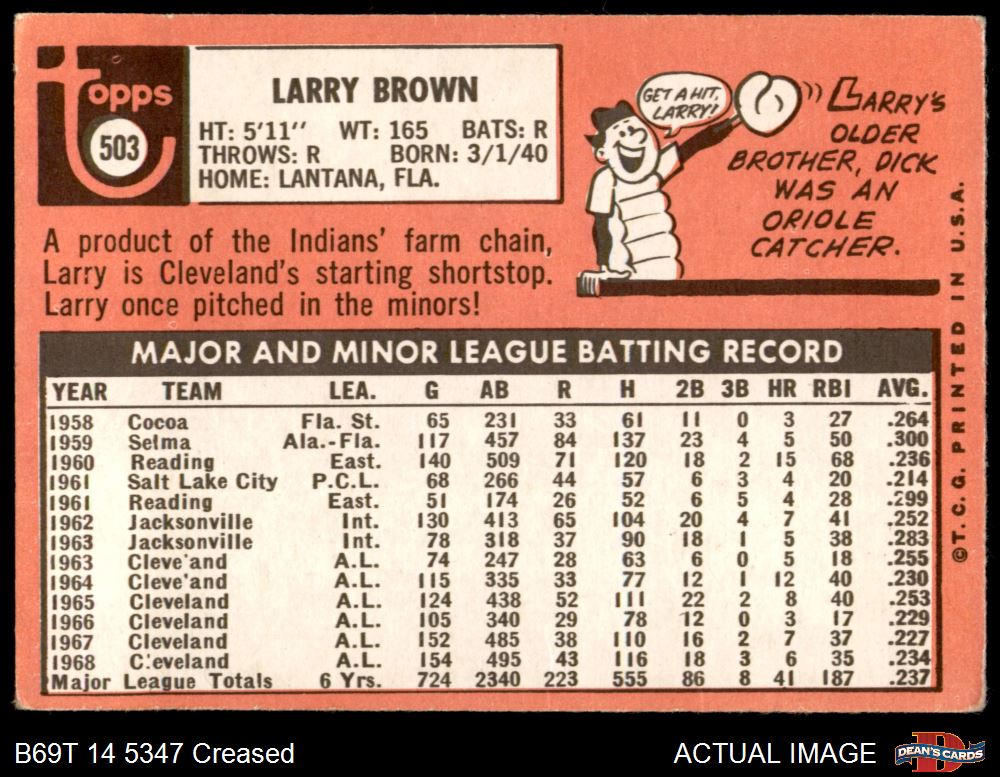 topps
503
LARRY BROWN
HT: 5'11" WT: 165 BATS: R
THROWS: R BORN: 3/1/40
HOME: LANTANA, FLA.
GET A HIT, LARRY!
LARRY'S
OLDER
BROTHER, DICK
WAS AN
ORIOLE
CATCHER.
A product of the Indians' farm chain,
Larry is Cleveland's starting shortstop.
Larry once pitched in the minors!
MAJOR AND MINOR LEAGUE BATTING RECORD
YEAR TEAM LEA. G AB R H 2B 3B HR RBI AVG.
1958 Cocoa Fla. St. 65 231 33 61 11 0 3 27 .264
1959 Selma Ala.-Fla. 117 457 84 137 23 4 5 50 .300
1960 Reading East. 140 509 71 120 18 2 15 68 .236
1961 Salt Lake City P.C.L. 68 266 44 57 6 3 4 20 .214
1961 Reading East. 51 174 26 52 6 5 4 28 .299
1962 Jacksonville Int. 130 413 65 104 20 4 7 41 .252
1963 Jacksonville Int. 78 318 37 90 18 1 5 38 .283
1963 Cleve'and A.L. 74 247 28 63 6 0 5 18 .255
1964 Cleve'and A.L. 115 335 33 77 12 1 12 40 .230
1965 Cleveland A.L. 124 438 52 111 22 2 8 40 .253
1966 Cleveland A.L. 105 340 29 78 12 0 3 17 .229
1967 Cleveland A.L. 152 485 38 110 16 2 7 37 .227
1968 C:eveland A.L. 154 495 43 116 18 3 6 35 .234
Major League Totals 6 Yrs. 724 2340 223 555 86 8 41 187 .237
©T. C. G. PRINTED IN U.S.A.
B69T 14 5347 Creased
ACTUAL IMAGE
DEAN'S CARDS